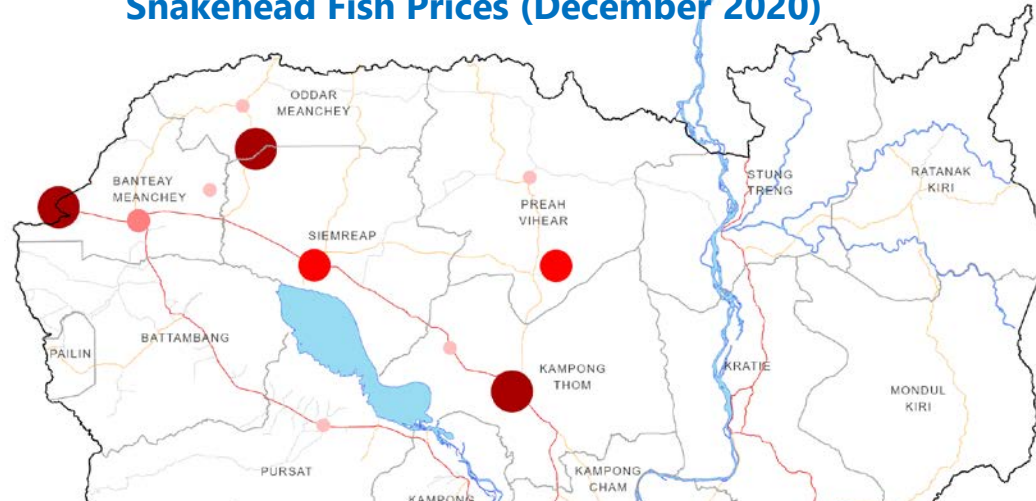 Snakehead Fish Prices (December 2020)
ODDAR
MEANCHEY
BANTEAY
MEANCHEY
STUNG
TRENG
RATANAK
KIRI
PREAH
VIHEAR
SIEMREAP
BATTAMBANG
PAILIN
KAMPONG
THOM
KRATIE
MONDUL
KIRI
PURSAT
KAMPONG
CHAM
KAMPONG